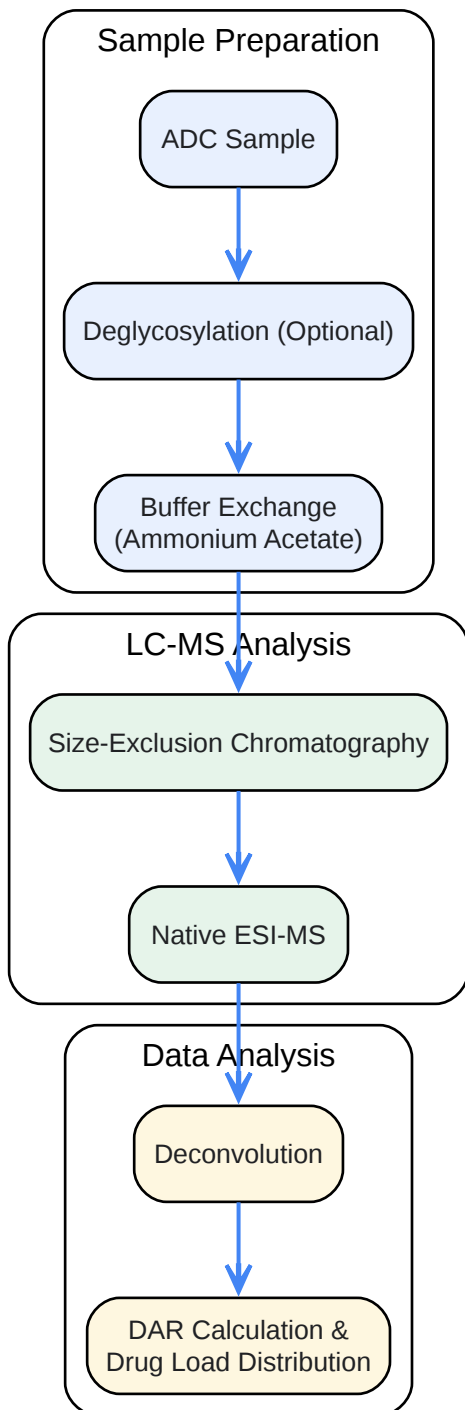 Sample Preparation
ADC Sample
Deglycosylation (Optional)
Buffer Exchange
(Ammonium Acetate)
LC-MS Analysis
Size-Exclusion Chromatography
Native ESI-MS
Data Analysis
Deconvolution
DAR Calculation &
Drug Load Distribution